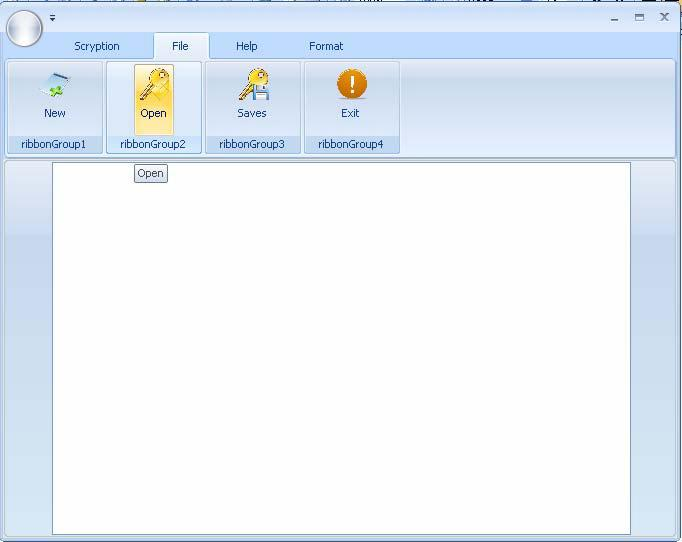 Scryption File Help Format
New Open Saves Exit
ribbonGroup1 ribbonGroup2 ribbonGroup3 ribbonGroup4
Open